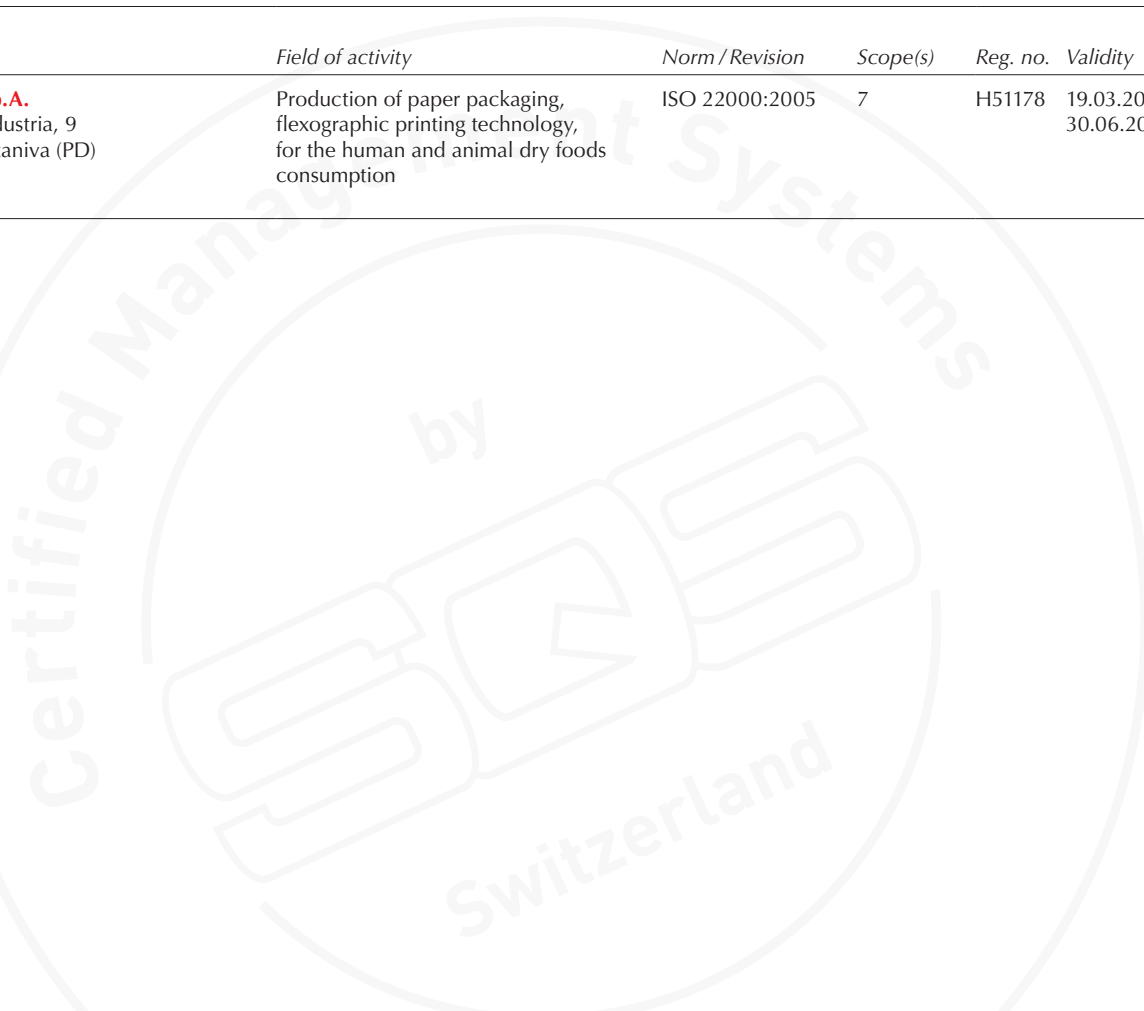 Field of activity Norm / Revision Scope(s) Reg. no. Validity
.A. Production of paper packaging, ISO 22000:2005 7 H51178 19.03.20
dustria, 9 flexographic printing technology, 30.06.20
taniva (PD) for the human and animal dry foods
consumption
Certified Management Systems
by
SQS
Switzerland